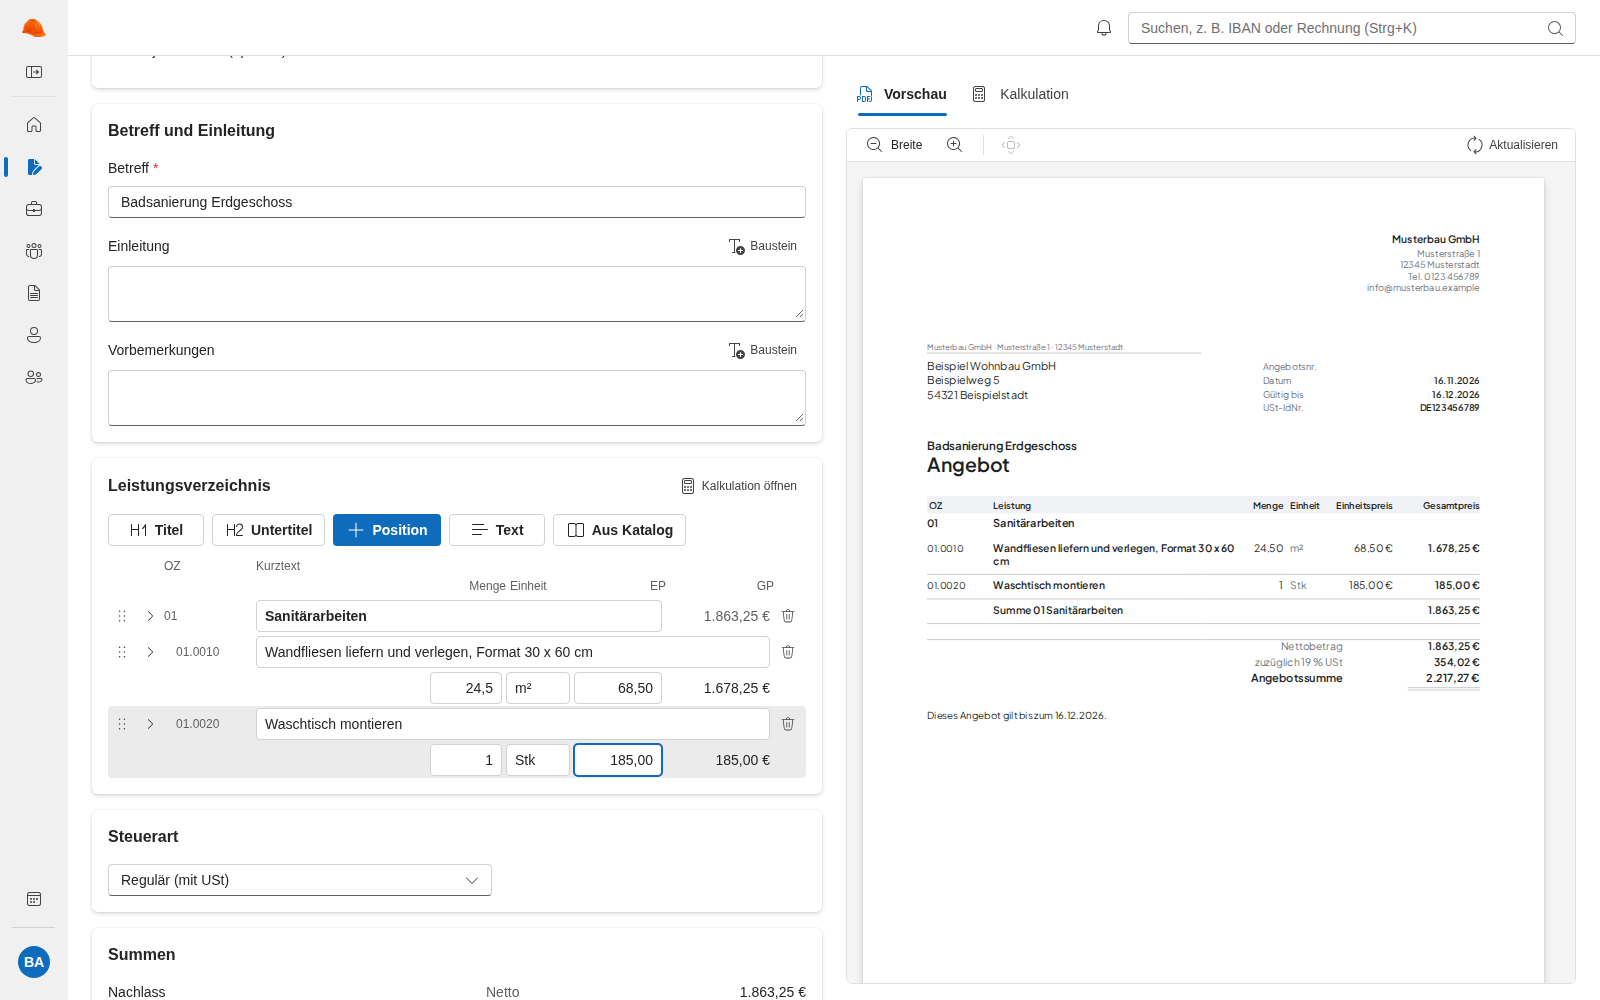 Suchen, z. B. IBAN oder Rechnung (Strg+K)
Betreff und Einleitung
Betreff *
Badsanierung Erdgeschoss
Einleitung
Baustein
Vorbemerkungen
Baustein
Leistungsverzeichnis
Kalkulation öffnen
H1 Titel
H2 Untertitel
Position
Text
Aus Katalog
OZ
Kurztext
Menge Einheit
EP
GP
01
Sanitärarbeiten
1.863,25 €
01.0010
Wandfliesen liefern und verlegen, Format 30 x 60 cm
24,5
m²
68,50
1.678,25 €
01.0020
Waschtisch montieren
1
Stk
185,00
185,00 €
Steuerart
Regulär (mit USt)
Summen
Nachlass
Netto
1.863,25 €
BA
PDF Vorschau
Kalkulation
Breite
Aktualisieren
Musterbau GmbH
Musterstraße 1
12345 Musterstadt
Tel. 0123 456789
info@musterbau.example
Musterbau GmbH · Musterstraße 1 · 12345 Musterstadt
Beispiel Wohnbau GmbH
Beispielweg 5
54321 Beispielstadt
Angebotsnr.
Datum 16.11.2026
Gültig bis 16.12.2026
USt-IdNr. DE123456789
Badsanierung Erdgeschoss
Angebot
OZ Leistung Menge Einheit Einheitspreis Gesamtpreis
01 Sanitärarbeiten
01.0010 Wandfliesen liefern und verlegen, Format 30 x 60 24,50 m² 68,50 € 1.678,25 €
cm
01.0020 Waschtisch montieren 1 Stk 185,00 € 185,00 €
Summe 01 Sanitärarbeiten 1.863,25 €
Nettobetrag 1.863,25 €
zuzüglich 19 % USt 354,02 €
Angebotssumme 2.217,27 €
Dieses Angebot gilt bis zum 16.12.2026.